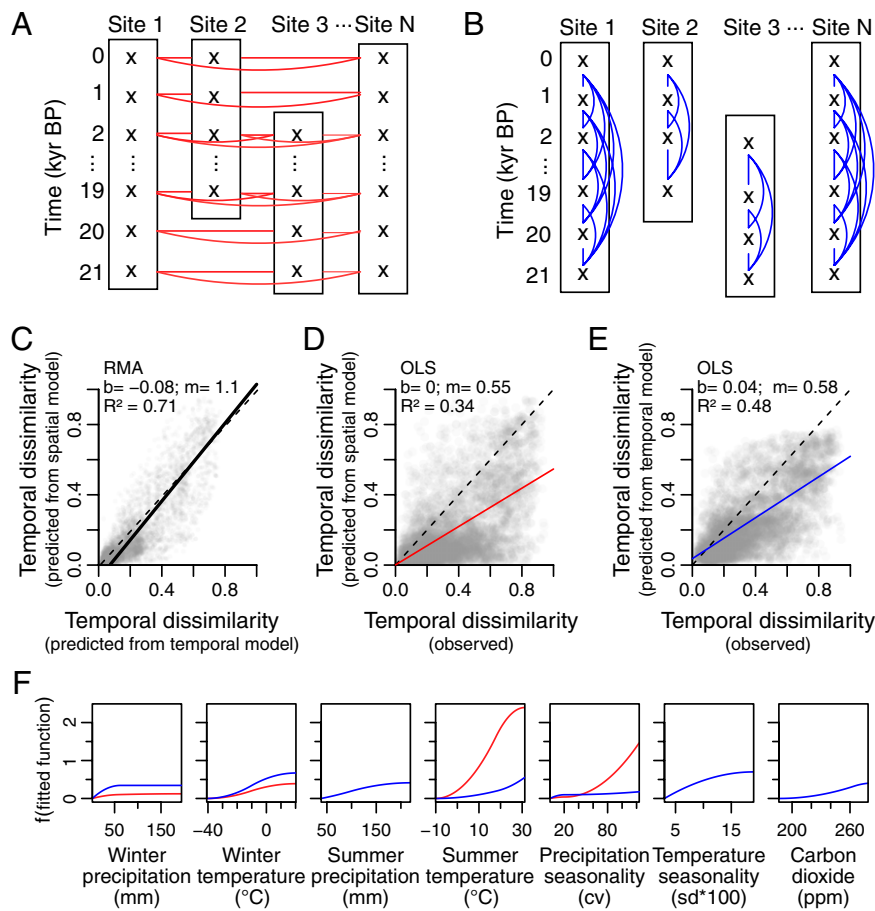 A
Site 1 Site 2 Site 3 ··· Site N
Time (kyr BP)
0 x x x
1 x x x
2 x x x x
⋮ ⋮ ⋮ ⋮ ⋮
19 x x x x
20 x x x
21 x x x
B
Site 1 Site 2 Site 3 ··· Site N
Time (kyr BP)
0 x x x
1 x x x
2 x x x x
...
19 x x x x
20 x x x
21 x x x
C
RMA
b= −0.08; m= 1.1
R² = 0.71
Temporal dissimilarity
(predicted from spatial model)
0.0 0.4 0.8
0.0 0.4 0.8
Temporal dissimilarity
(predicted from temporal model)
D
OLS
b= 0; m= 0.55
R² = 0.34
Temporal dissimilarity
(predicted from spatial model)
0.0 0.4 0.8
0.0 0.4 0.8
Temporal dissimilarity
(observed)
E
OLS
b= 0.04; m= 0.58
R² = 0.48
Temporal dissimilarity
(predicted from temporal model)
0.0 0.4 0.8
0.0 0.4 0.8
Temporal dissimilarity
(observed)
F
f(fitted function)
0 1 2
50 150
Winter
precipitation
(mm)
−40 0
Winter
temperature
(°C)
50 150
Summer
precipitation
(mm)
−10 10 30
Summer
temperature
(°C)
20 80
Precipitation
seasonality
(cv)
5 15
Temperature
seasonality
(sd*100)
200 260
Carbon
dioxide
(ppm)